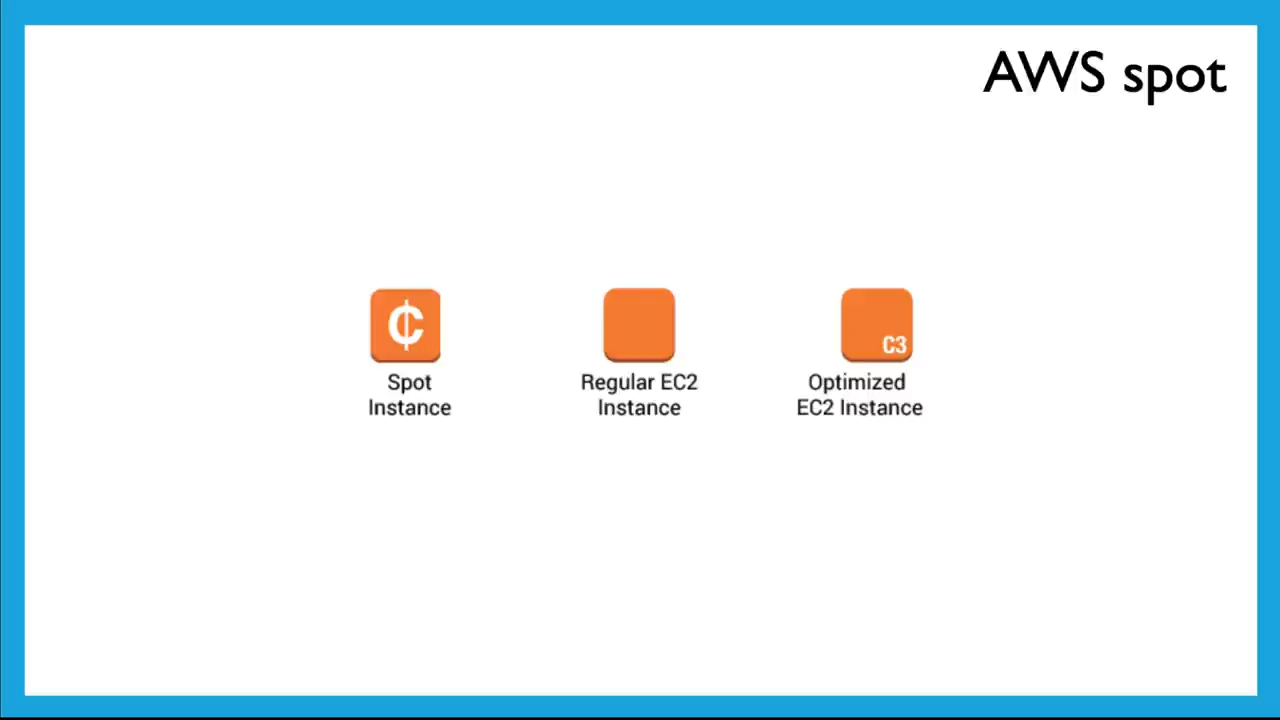 AWS spot
₵
C3
Spot
Instance
Regular EC2
Instance
Optimized
EC2 Instance